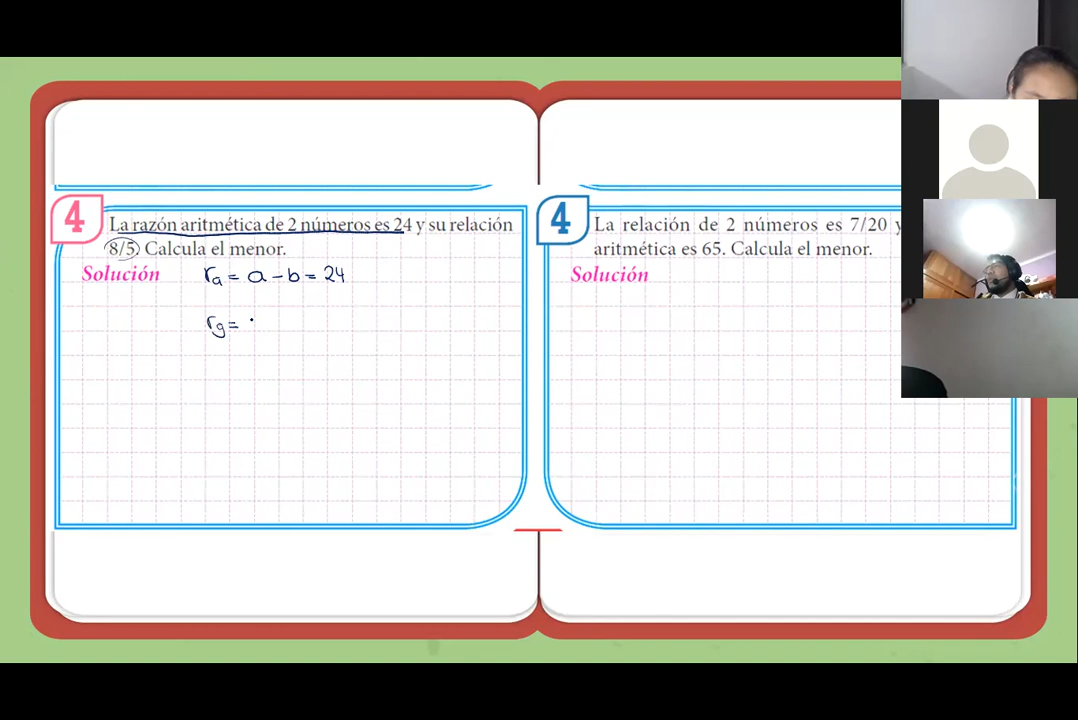 4
La razón aritmética de 2 números es 24 y su relación
8/5. Calcula el menor.
Solución
rₐ = a - b = 24
r_g =
4
La relación de 2 números es 7/20 y
aritmética es 65. Calcula el menor.
Solución